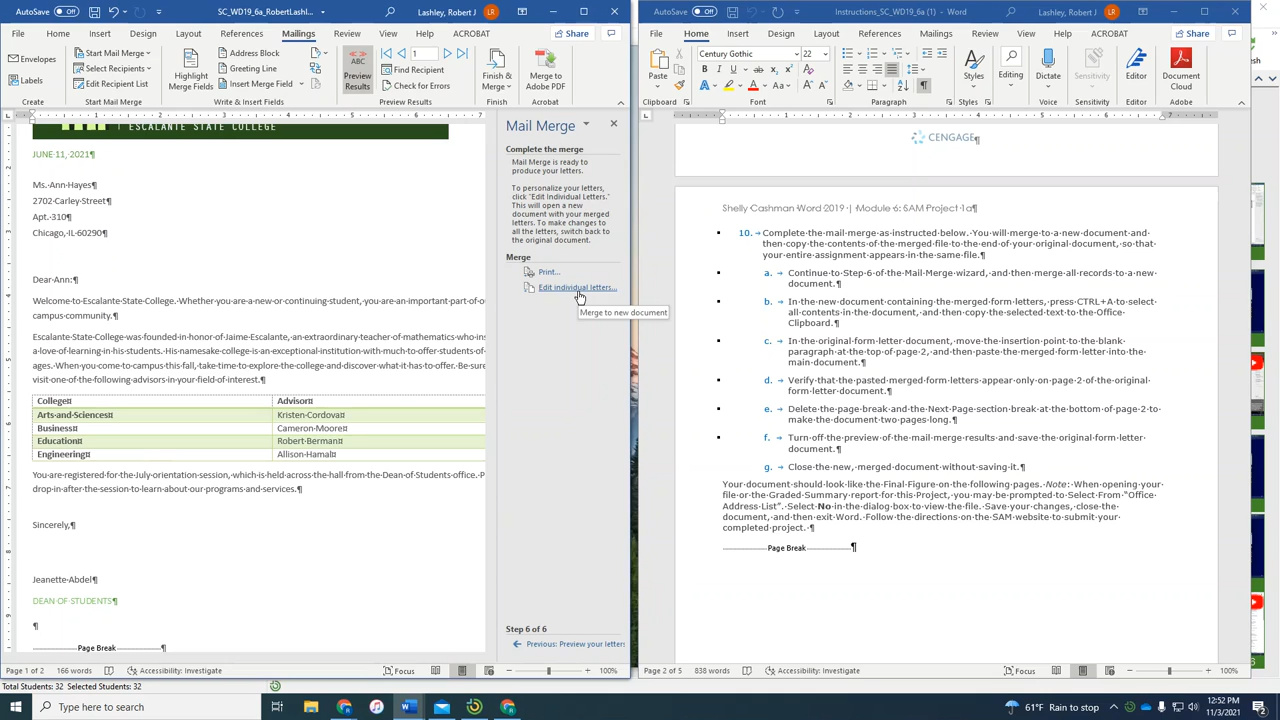 AutoSave Off SC_WD19_6a_RobertLashl... Lashley, Robert J LR
File Home Insert Draw Design Layout References Mailings Review View Help ACROBAT Share
Envelopes
Labels
Create
Start Mail Merge
Select Recipients
Edit Recipient List
Start Mail Merge
Highlight Merge Fields
Address Block
Greeting Line
Insert Merge Field
Write & Insert Fields
ABC
Preview Results
1
Find Recipient
Check for Errors
Preview Results
Finish & Merge
Finish
Merge to Adobe PDF
Acrobat
ESCALANTE STATE COLLEGE
JUNE 11, 2021¶
Ms. Ann Hayes¶
2702 Carley Street¶
Apt. 310¶
Chicago, IL 60290¶
Dear Ann:¶
Welcome to Escalante State College. Whether you are a new or continuing student, you are an important part of ou
campus community.¶
Escalante State College was founded in honor of Jaime Escalante, an extraordinary teacher of mathematics who ins
a love of learning in his students. His namesake college is an exceptional institution with much to offer students of
ages. When you come to campus this fall, take time to explore the college and discover what it has to offer. Be sure
visit one of the following advisors in your field of interest.¶
College¤ Advisor¤
Arts and Sciences¤ Kristen Cordova¤
Business¤ Cameron Moore¤
Education¤ Robert Berman¤
Engineering¤ Allison Hamal¤
You are registered for the July orientation session, which is held across the hall from the Dean of Students office. P
drop in after the session to learn about our programs and services.¶
Sincerely,¶
Jeanette Abdel¶
DEAN OF STUDENTS¶
¶
Page Break ¶
Mail Merge
Complete the merge
Mail Merge is ready to
produce your letters.
To personalize your letters,
click "Edit Individual Letters."
This will open a new
document with your merged
letters. To make changes to
all the letters, switch back to
the original document.
Merge
Print...
Edit individual letters...
Merge to new document
Step 6 of 6
Previous: Preview your letters
Page 1 of 2 166 words Accessibility: Investigate Focus 100%
Total Students: 32 Selected Students: 32
AutoSave Off Instructions_SC_WD19_6a (1) - Word Lashley, Robert J LR
File Home Insert Draw Design Layout References Mailings Review View Help ACROBAT Share
Paste
Clipboard
Century Gothic 22
Font
Paragraph
Styles
Styles
Editing
Dictate
Voice
Sensitivity
Sensitivity
Editor
Editor
Document Cloud
Adobe
CENGAGE¶
Shelly Cashman Word 2019 | Module 6: SAM Project 1a¶
10. Complete the mail merge as instructed below. You will merge to a new document and
then copy the contents of the merged file to the end of your original document, so that
your entire assignment appears in the same file.¶
a. Continue to Step 6 of the Mail Merge wizard, and then merge all records to a new
document.¶
b. In the new document containing the merged form letters, press CTRL+A to select
all contents in the document, and then copy the selected text to the Office
Clipboard.¶
c. In the original form letter document, move the insertion point to the blank
paragraph at the top of page 2, and then paste the merged form letter into the
main document.¶
d. Verify that the pasted merged form letters appear only on page 2 of the original
form letter document.¶
e. Delete the page break and the Next Page section break at the bottom of page 2 to
make the document two pages long.¶
f. Turn off the preview of the mail merge results and save the original form letter
document.¶
g. Close the new, merged document without saving it.¶
Your document should look like the Final Figure on the following pages. Note: When opening your
file or the Graded Summary report for this Project, you may be prompted to Select From "Office
Address List". Select No in the dialog box to view the file. Save your changes, close the
document, and then exit Word. Follow the directions on the SAM website to submit your
completed project. ¶
Page Break ¶
Page 2 of 5 838 words Accessibility: Investigate Focus 100%
Type here to search
61°F Rain to stop
12:52 PM
11/3/2021